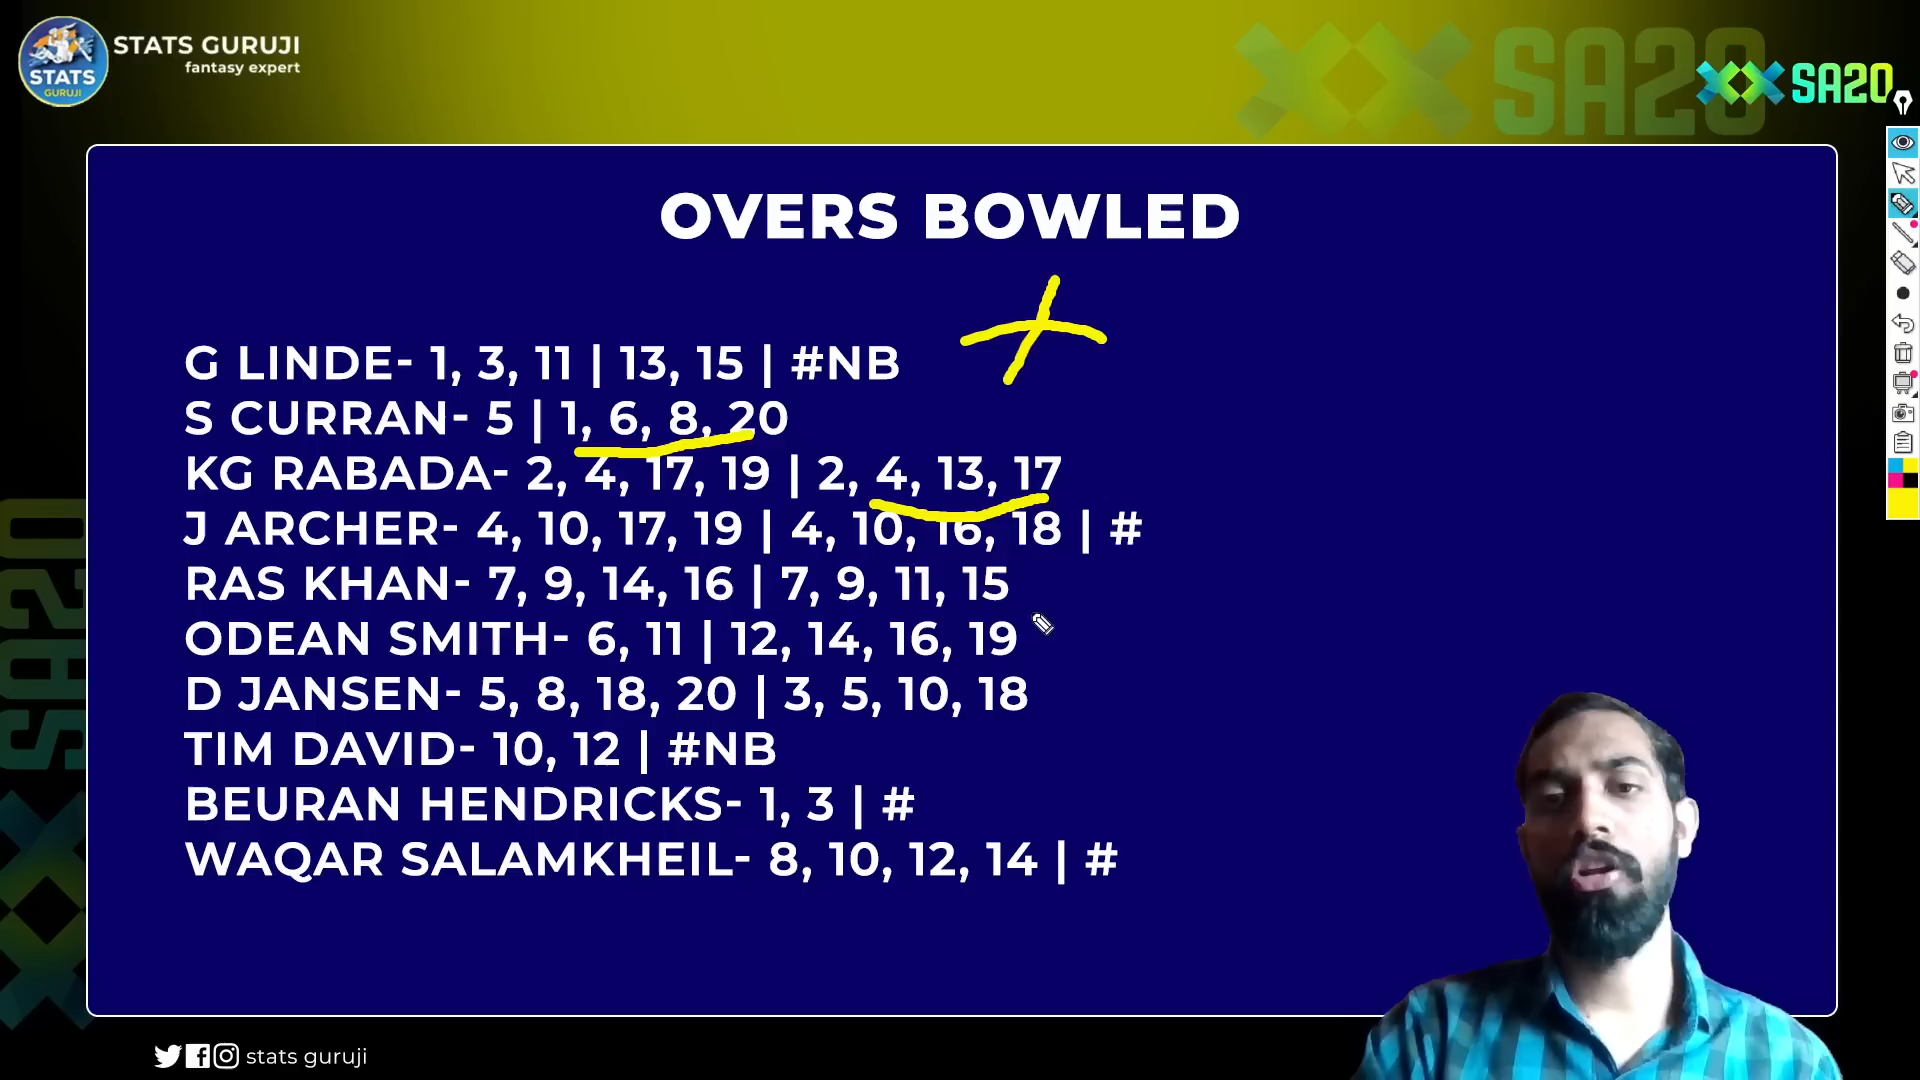 STATS GURUJI
fantasy expert
STATS
GURUJI
SA20
SA20
OVERS BOWLED
G LINDE- 1, 3, 11 | 13, 15 | #NB
S CURRAN- 5 | 1, 6, 8, 20
KG RABADA- 2, 4, 17, 19 | 2, 4, 13, 17
J ARCHER- 4, 10, 17, 19 | 4, 10, 16, 18 | #
RAS KHAN- 7, 9, 14, 16 | 7, 9, 11, 15
ODEAN SMITH- 6, 11 | 12, 14, 16, 19
D JANSEN- 5, 8, 18, 20 | 3, 5, 10, 18
TIM DAVID- 10, 12 | #NB
BEURAN HENDRICKS- 1, 3 | #
WAQAR SALAMKHEIL- 8, 10, 12, 14 | #
SA20
stats guruji